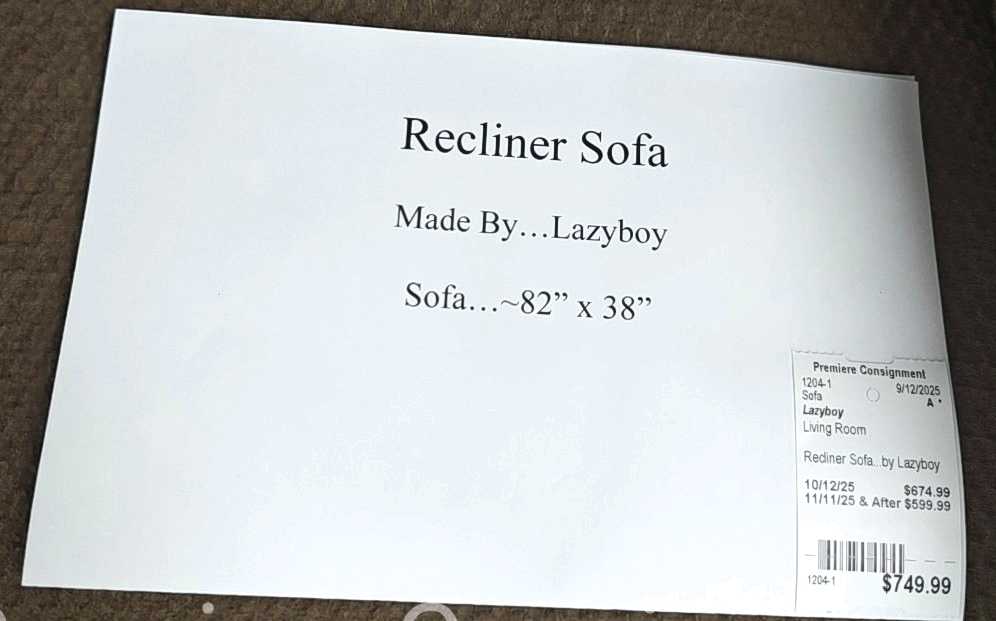 Recliner Sofa
Made By...Lazyboy
Sofa...~82” x 38”
Premiere Consignment
1204-1 9/12/2025
Sofa A *
Lazyboy
Living Room
Recliner Sofa...by Lazyboy
10/12/25 $674.99
11/11/25 & After $599.99
1204-1 $749.99